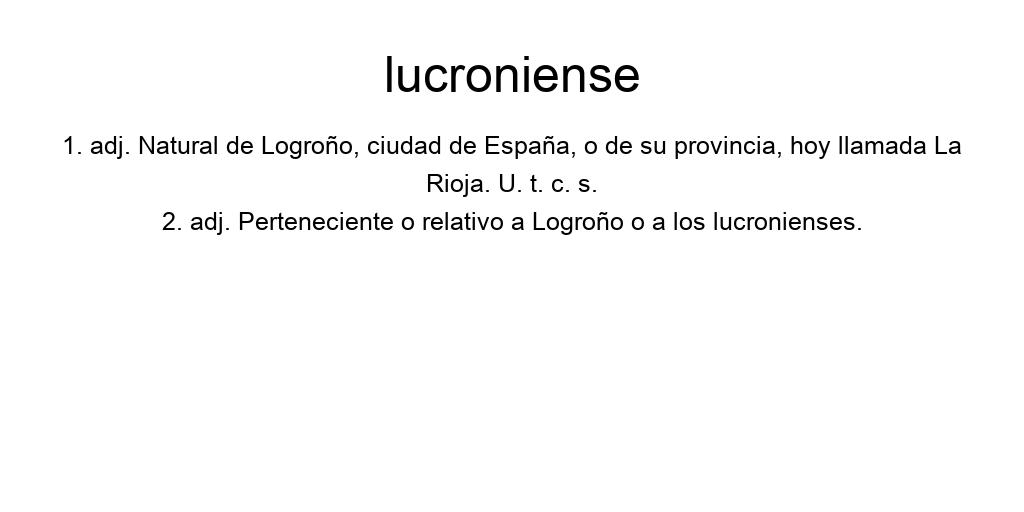 lucroniense
1. adj. Natural de Logroño, ciudad de España, o de su provincia, hoy llamada La
Rioja. U. t. c. s.
2. adj. Perteneciente o relativo a Logroño o a los lucronienses.